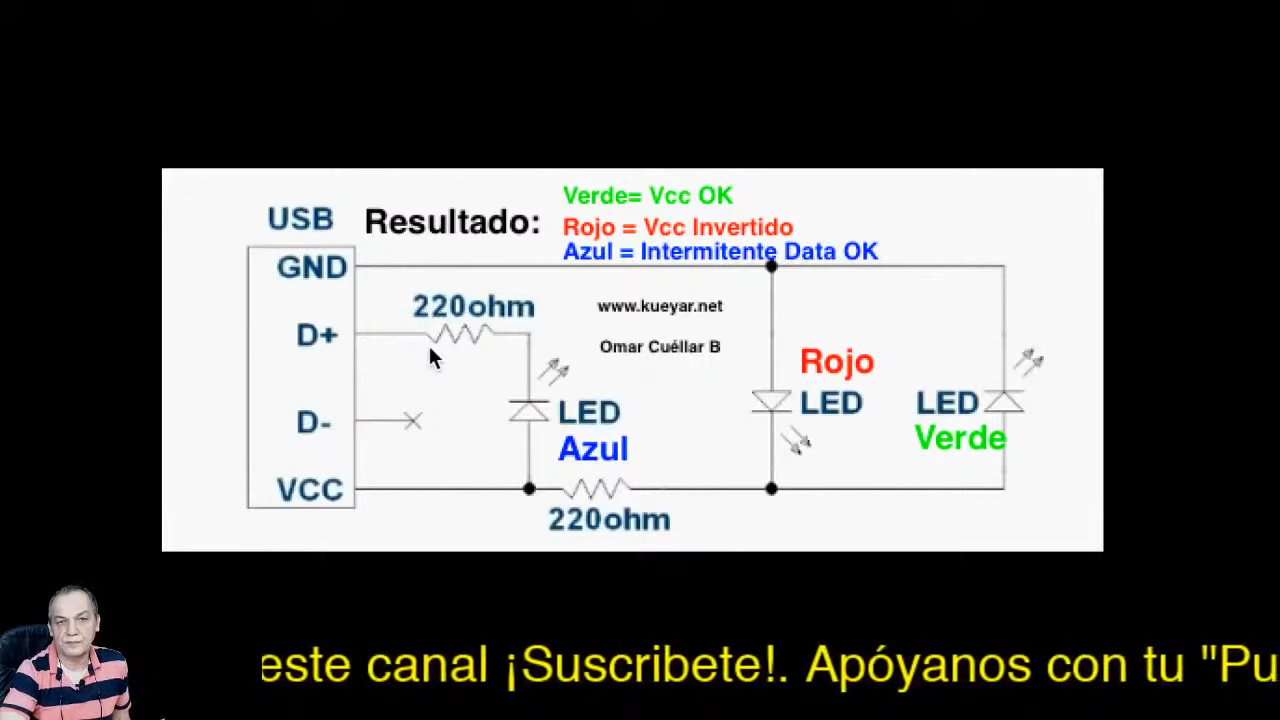 Verde= Vcc OK
USB
Resultado:
Rojo = Vcc Invertido
Azul = Intermitente Data OK
GND
220ohm
www.kueyar.net
D+
Omar Cuéllar B
Rojo
LED
LED
LED
D-
Azul
Verde
VCC
220ohm
este canal ¡Suscribete!. Apóyanos con tu "Pu